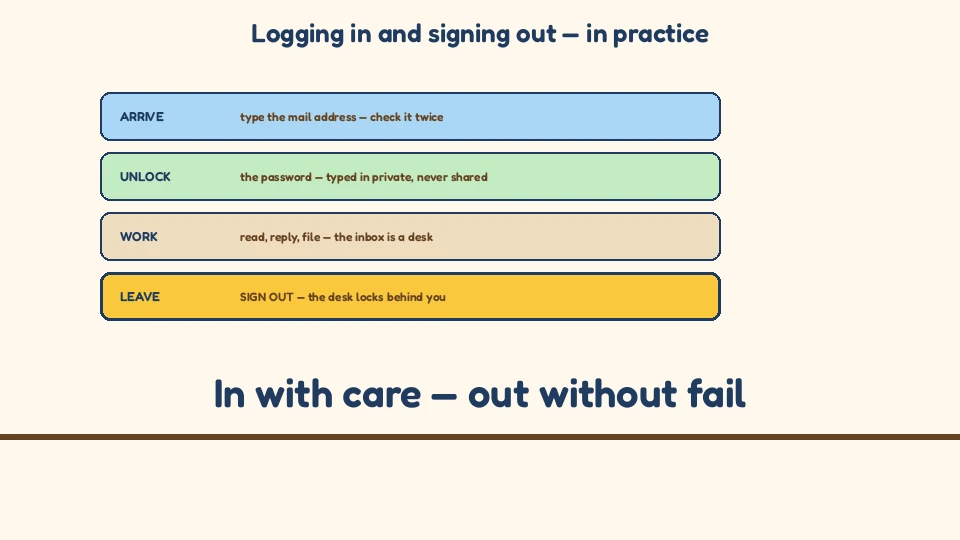 Logging in and signing out — in practice
ARRIVE type the mail address — check it twice
UNLOCK the password — typed in private, never shared
WORK read, reply, file — the inbox is a desk
LEAVE SIGN OUT — the desk locks behind you
In with care — out without fail